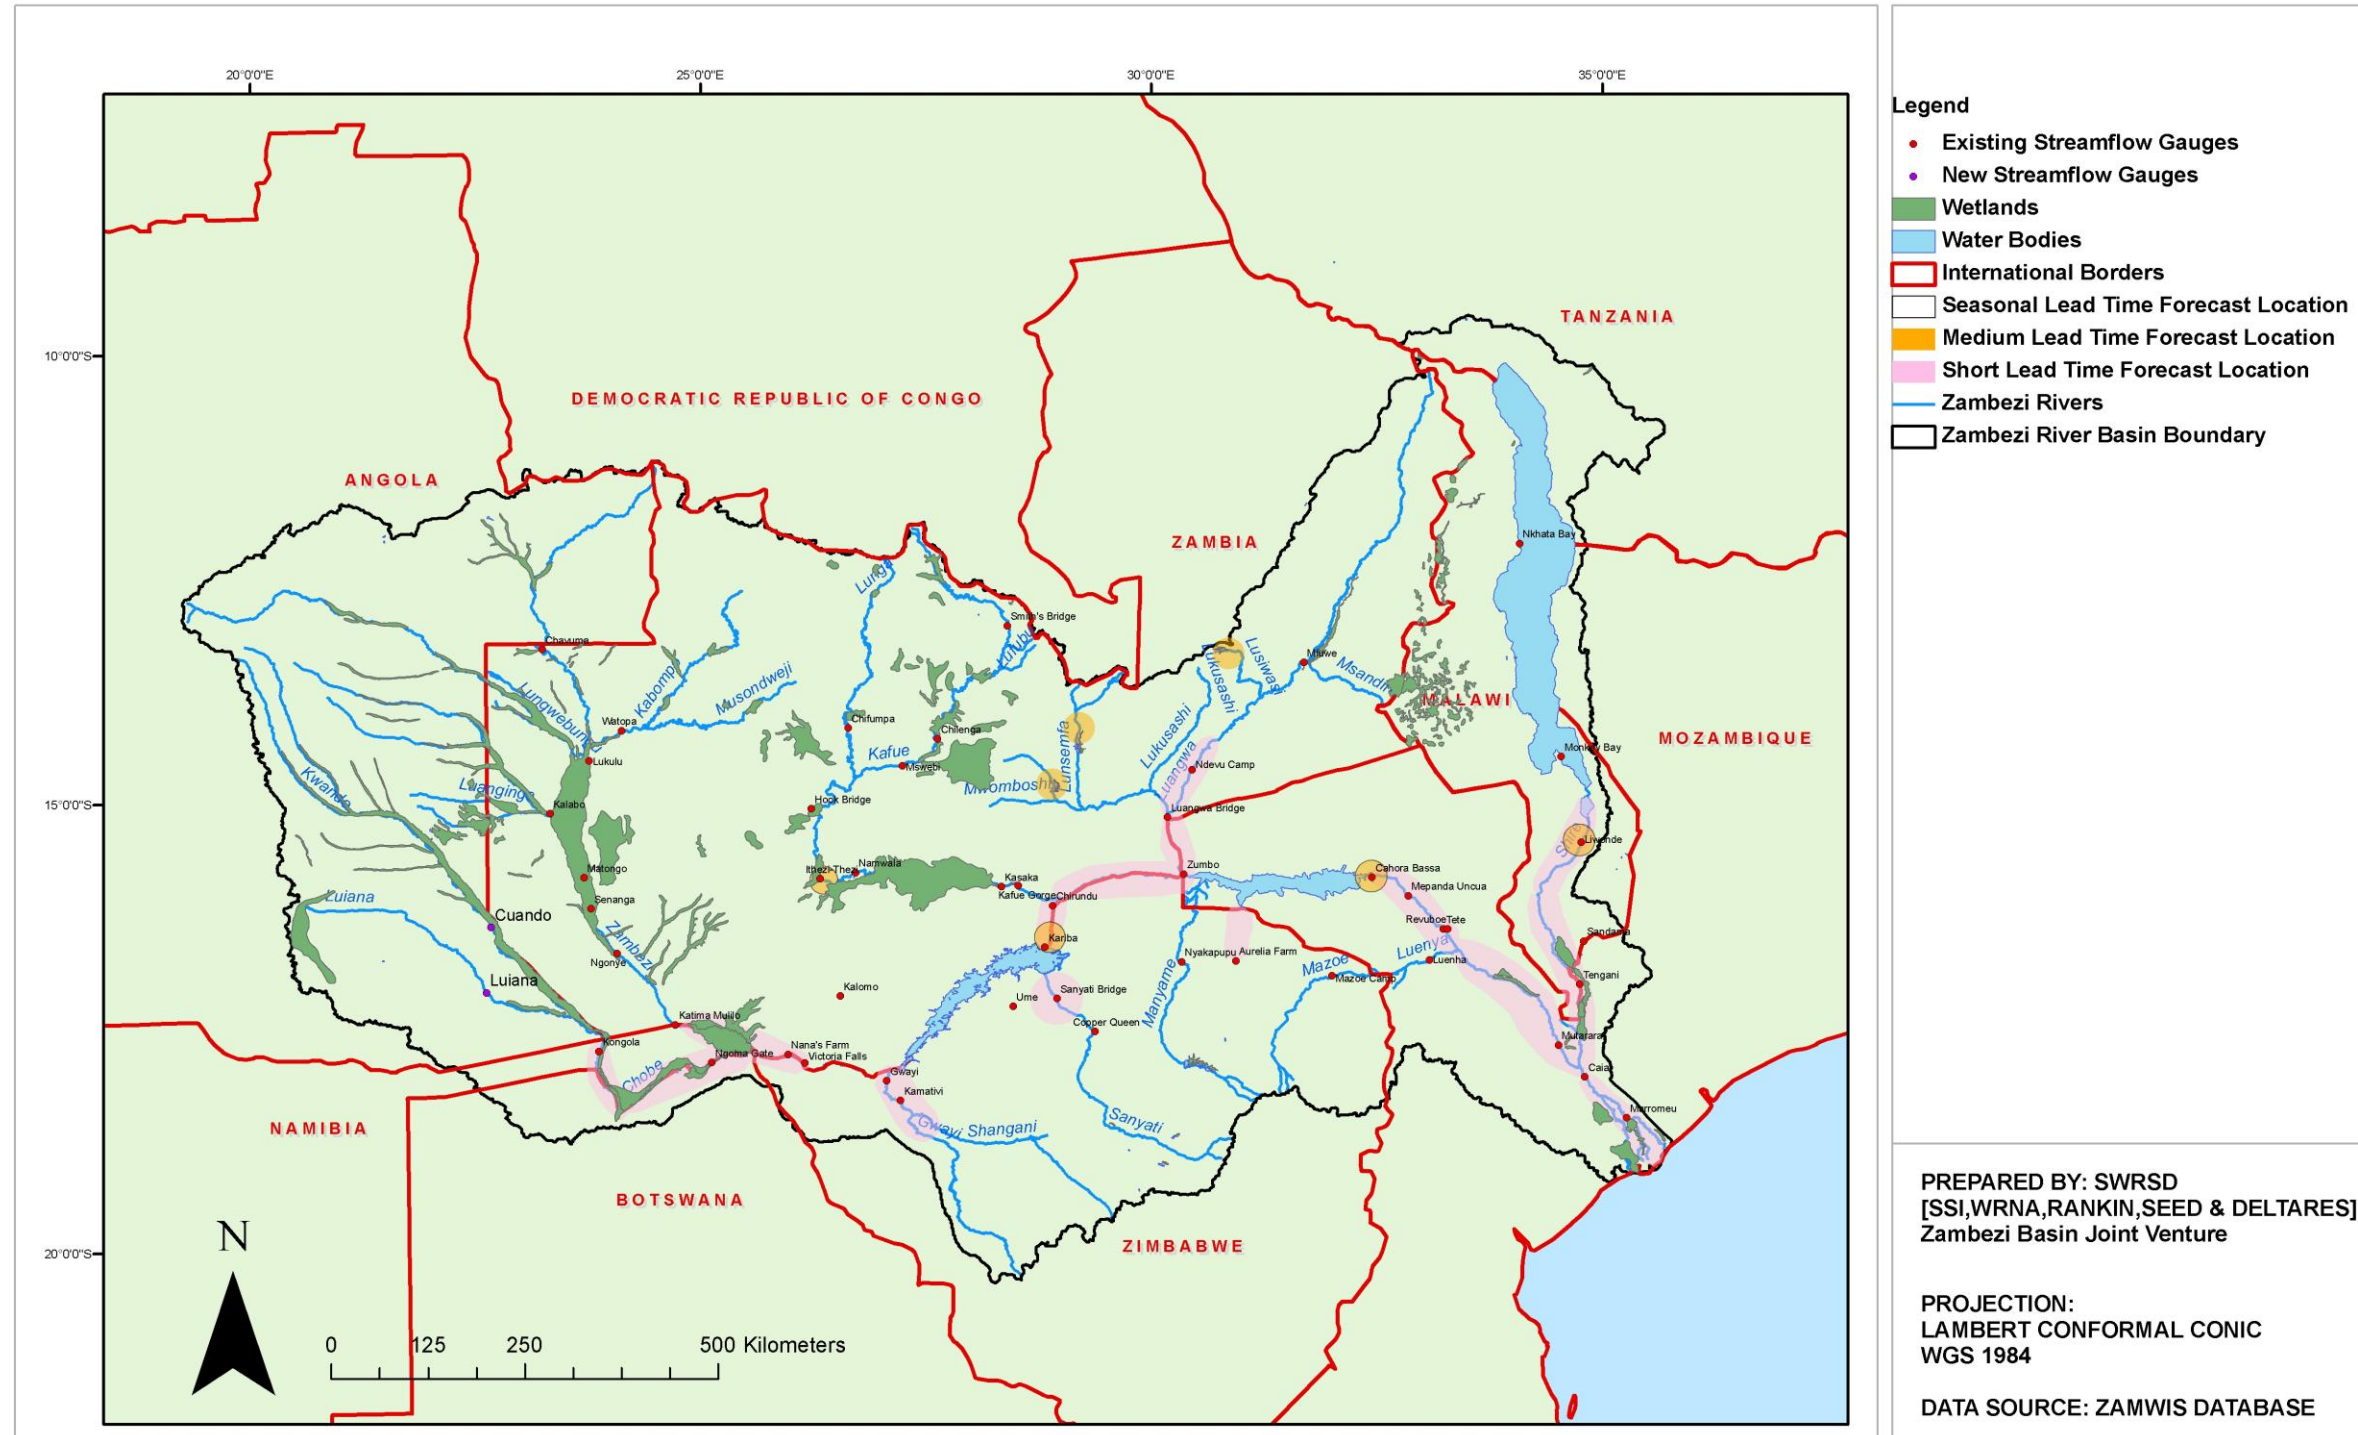 20°0'0"E
25°0'0"E
30°0'0"E
35°0'0"E
10°0'0"S
15°0'0"S
20°0'0"S
TANZANIA
DEMOCRATIC REPUBLIC OF CONGO
ANGOLA
ZAMBIA
MALAWI
MOZAMBIQUE
NAMIBIA
BOTSWANA
ZIMBABWE
Nkhata Bay
Lunga
Smith's Bridge
Lufubu
Chavuma
Lukusashi
Lusiwasi
Mfuwe
Msandile
Lungwebungu
Kabompo
Musondweji
Watopa
Chifumpa
Chilenga
Lunsemfa
Lukusashi
Luangwa
Monkey Bay
Lukulu
Kafue
Mswebi
Mwomboshi
Ndevu Camp
Kwando
Luanginga
Kalabo
Hook Bridge
Luangwa Bridge
Shire
Liwonde
Matongo
Ithezi-Thezi
Namwala
Kasaka
Kafue Gorge
Chirundu
Zumbo
Cahora Bassa
Mepanda Uncua
Luiana
Cuando
Senanga
Zambezi
Ngonye
Kariba
Revuboe
Tete
Sandama
Luiana
Kalomo
Ume
Sanyati Bridge
Nyakapupu
Aurelia Farm
Manyame
Mazoe
Mazoe Camp
Luenya
Luenha
Tengani
Katima Mulilo
Copper Queen
Kongola
Chobe
Ngoma Gate
Nana's Farm
Victoria Falls
Gwayi
Kamativi
Mutarara
Caia
Marromeu
Gwayi Shangani
Sanyati
N
0 125 250 500 Kilometers
Legend
Existing Streamflow Gauges
New Streamflow Gauges
Wetlands
Water Bodies
International Borders
Seasonal Lead Time Forecast Location
Medium Lead Time Forecast Location
Short Lead Time Forecast Location
Zambezi Rivers
Zambezi River Basin Boundary
PREPARED BY: SWRSD
[SSI,WRNA,RANKIN,SEED & DELTARES]
Zambezi Basin Joint Venture
PROJECTION:
LAMBERT CONFORMAL CONIC
WGS 1984
DATA SOURCE: ZAMWIS DATABASE